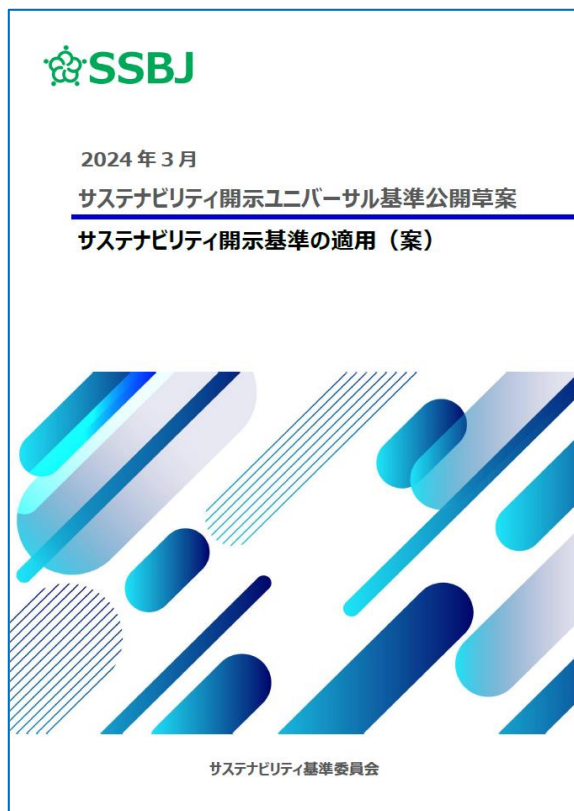 SSBJ
2024年3月
サステナビリティ開示ユニバーサル基準公開草案
サステナビリティ開示基準の適用（案）
サステナビリティ基準委員会